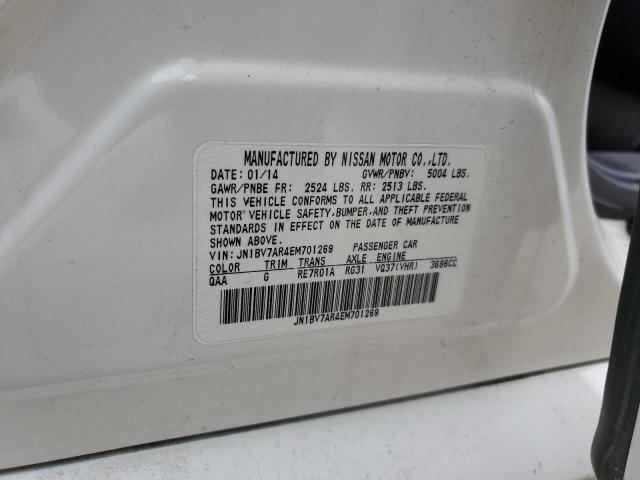 MANUFACTURED BY NISSAN MOTOR CO.,LTD.
DATE: 01/14 GVWR/PNBV: 5004 LBS.
GAWR/PNBE FR: 2524 LBS. RR: 2513 LBS.
THIS VEHICLE CONFORMS TO ALL APPLICABLE FEDERAL
MOTOR VEHICLE SAFETY, BUMPER, AND THEFT PREVENTION
STANDARDS IN EFFECT ON THE DATE OF MANUFACTURE
SHOWN ABOVE.
VIN: JN1BV7AR4EM701269 PASSENGER CAR
COLOR TRIM TRANS AXLE ENGINE
QAA G RE7R01A RG31 VQ37(VHR) 3696CC
JN1BV7AR4EM701269